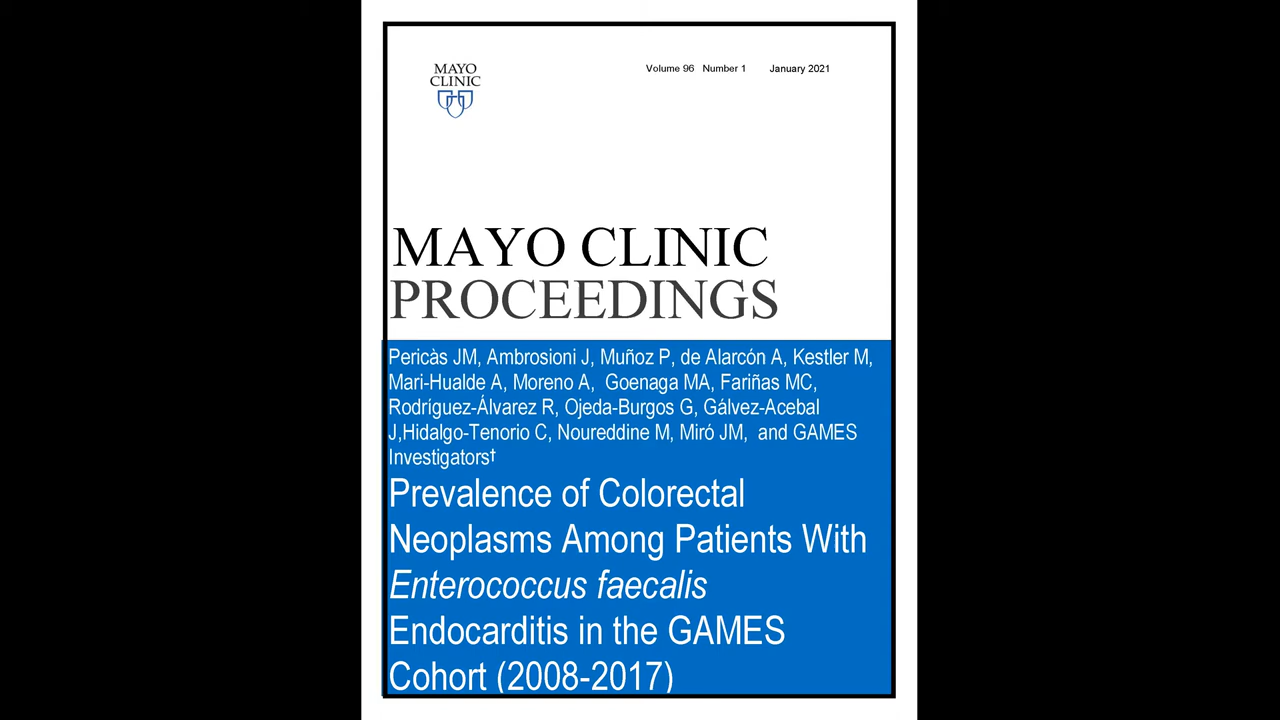 MAYO
CLINIC
Volume 96 Number 1 January 2021
MAYO CLINIC
PROCEEDINGS
Pericàs JM, Ambrosioni J, Muñoz P, de Alarcón A, Kestler M,
Mari-Hualde A, Moreno A, Goenaga MA, Fariñas MC,
Rodríguez-Álvarez R, Ojeda-Burgos G, Gálvez-Acebal
J,Hidalgo-Tenorio C, Noureddine M, Miró JM, and GAMES
Investigators†
Prevalence of Colorectal
Neoplasms Among Patients With
Enterococcus faecalis
Endocarditis in the GAMES
Cohort (2008-2017)